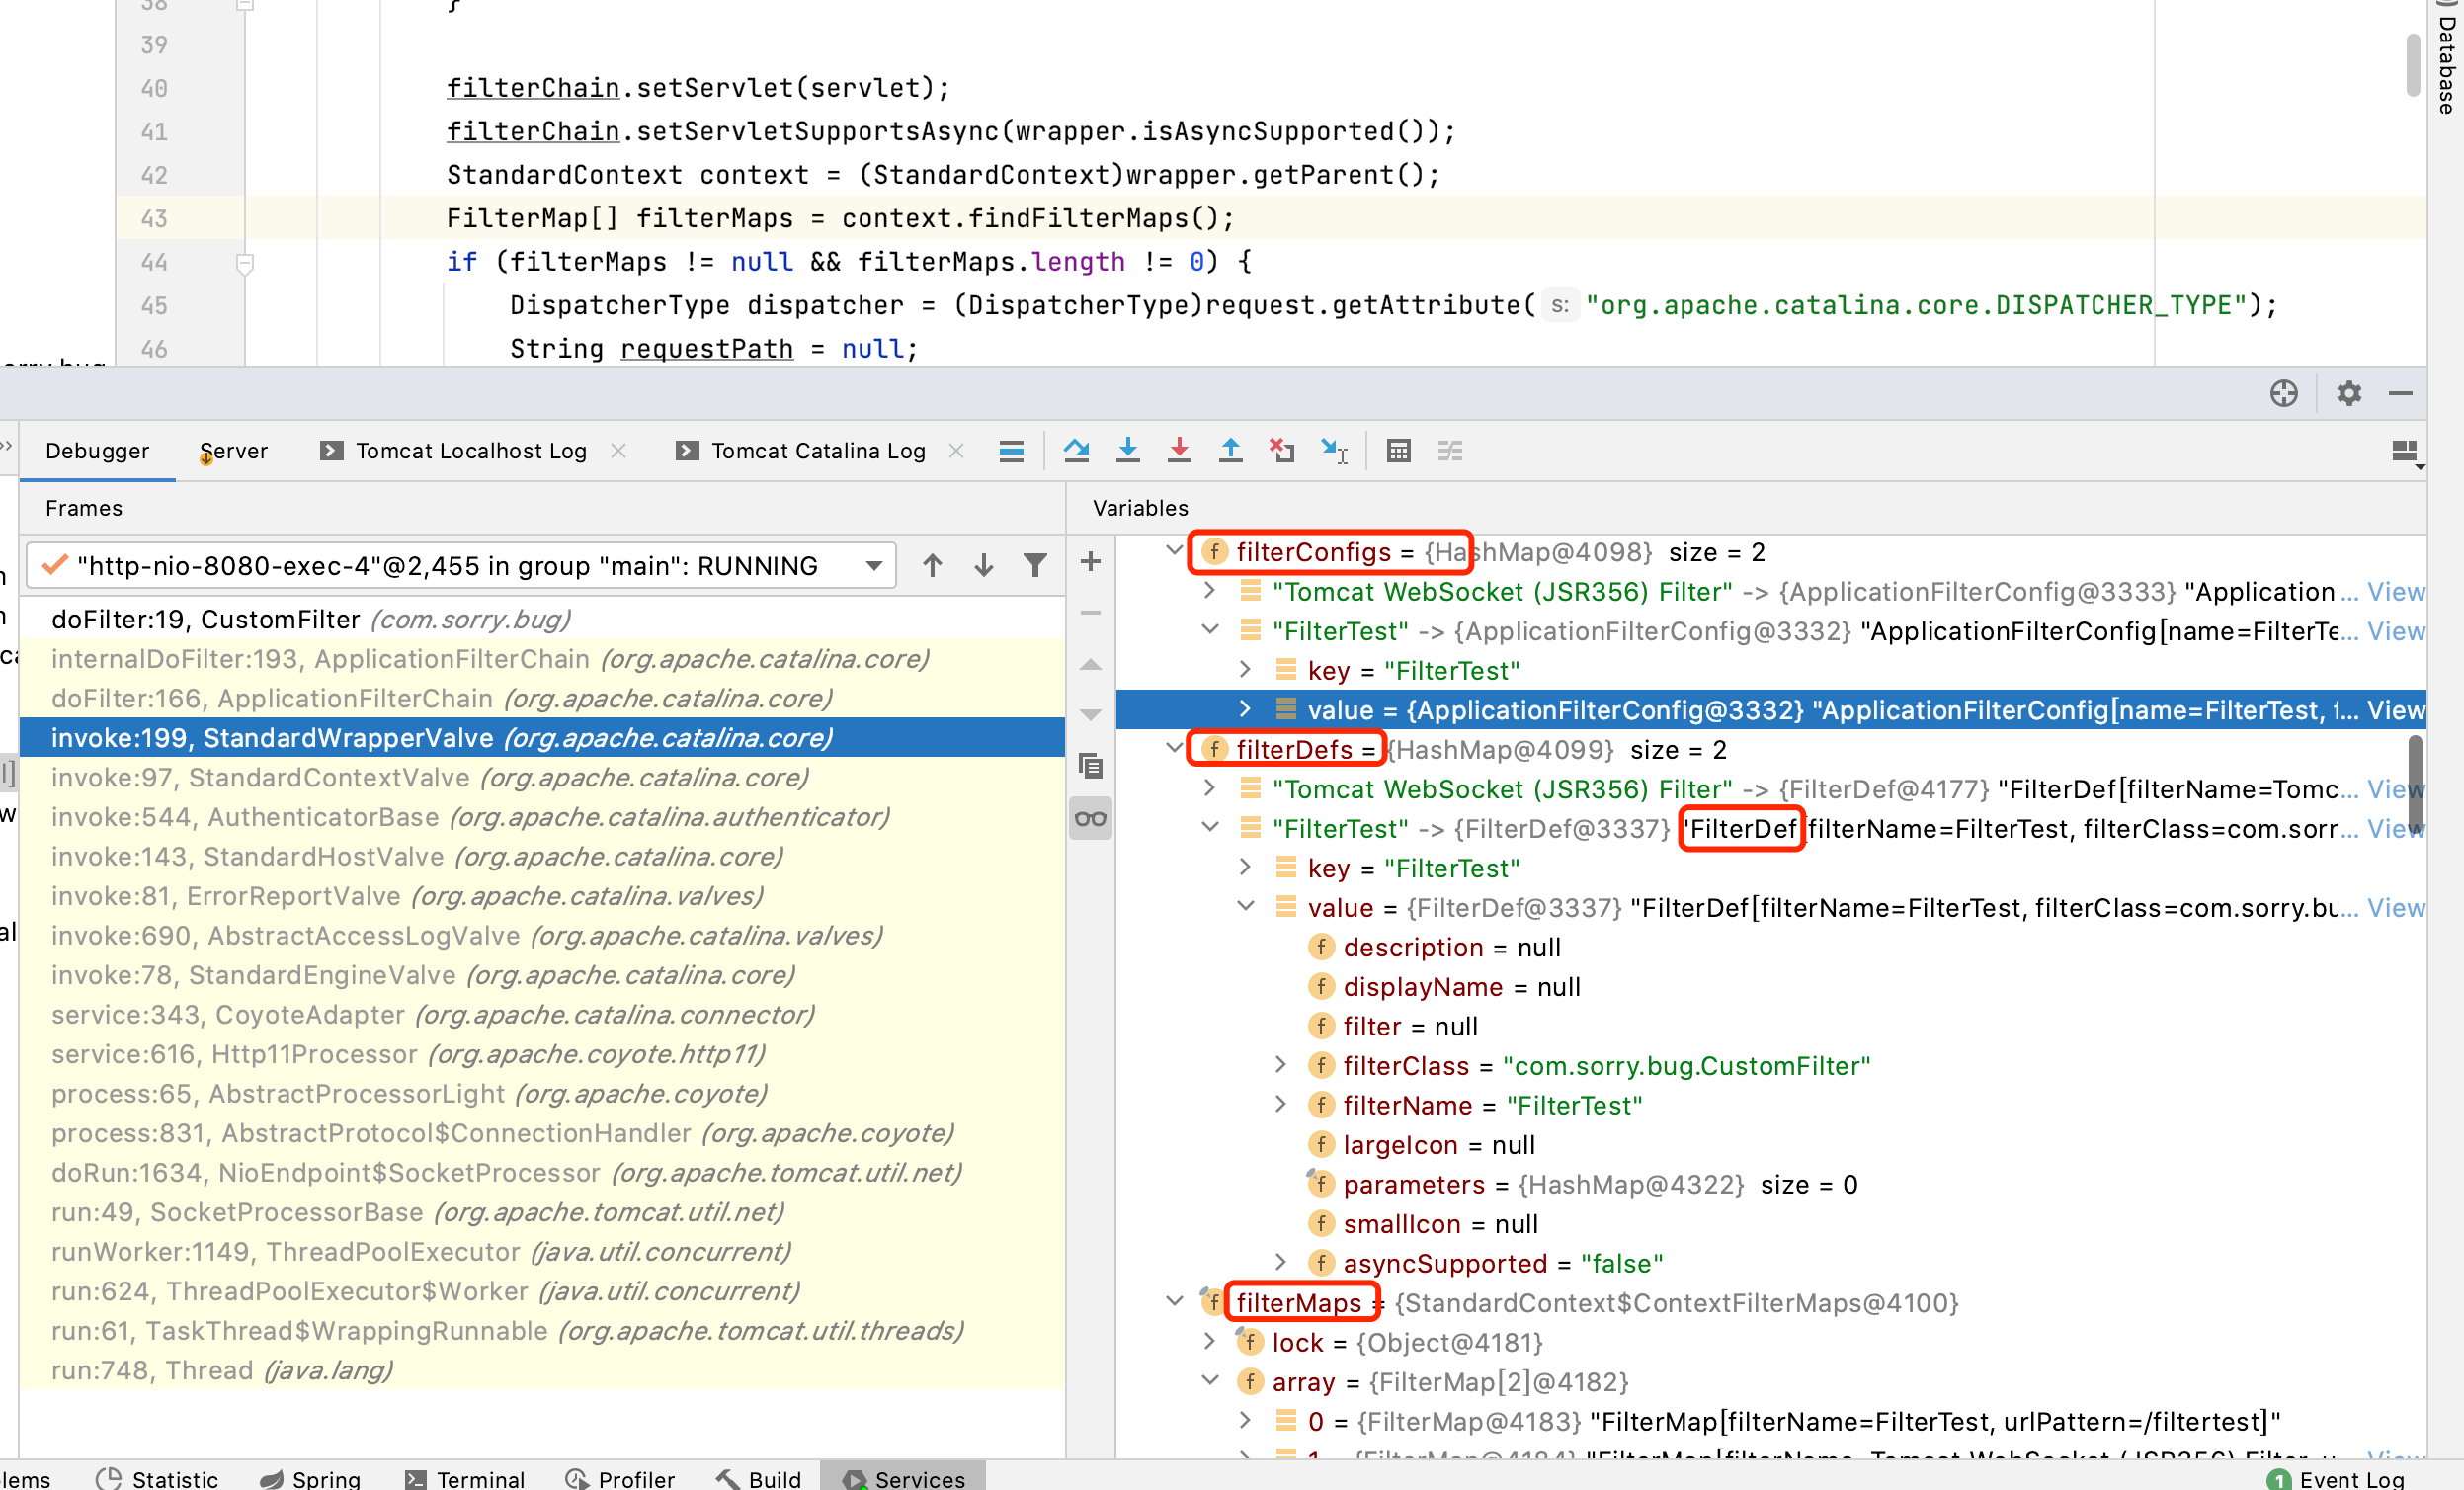 38 }
39
40 filterChain.setServlet(servlet);
41 filterChain.setServletSupportsAsync(wrapper.isAsyncSupported());
42 StandardContext context = (StandardContext)wrapper.getParent();
43 FilterMap[] filterMaps = context.findFilterMaps();
44 if (filterMaps != null && filterMaps.length != 0) {
45 DispatcherType dispatcher = (DispatcherType)request.getAttribute( s: "org.apache.catalina.core.DISPATCHER_TYPE");
46 String requestPath = null;
Database
Debugger Server Tomcat Localhost Log Tomcat Catalina Log
Frames
"http-nio-8080-exec-4"@2,455 in group "main": RUNNING
doFilter:19, CustomFilter (com.sorry.bug)
internalDoFilter:193, ApplicationFilterChain (org.apache.catalina.core)
doFilter:166, ApplicationFilterChain (org.apache.catalina.core)
invoke:199, StandardWrapperValve (org.apache.catalina.core)
invoke:97, StandardContextValve (org.apache.catalina.core)
invoke:544, AuthenticatorBase (org.apache.catalina.authenticator)
invoke:143, StandardHostValve (org.apache.catalina.core)
invoke:81, ErrorReportValve (org.apache.catalina.valves)
invoke:690, AbstractAccessLogValve (org.apache.catalina.valves)
invoke:78, StandardEngineValve (org.apache.catalina.core)
service:343, CoyoteAdapter (org.apache.catalina.connector)
service:616, Http11Processor (org.apache.coyote.http11)
process:65, AbstractProcessorLight (org.apache.coyote)
process:831, AbstractProtocol$ConnectionHandler (org.apache.coyote)
doRun:1634, NioEndpoint$SocketProcessor (org.apache.tomcat.util.net)
run:49, SocketProcessorBase (org.apache.tomcat.util.net)
runWorker:1149, ThreadPoolExecutor (java.util.concurrent)
run:624, ThreadPoolExecutor$Worker (java.util.concurrent)
run:61, TaskThread$WrappingRunnable (org.apache.tomcat.util.threads)
run:748, Thread (java.lang)
Variables
filterConfigs = {HashMap@4098} size = 2
"Tomcat WebSocket (JSR356) Filter" -> {ApplicationFilterConfig@3333} "Application... View
"FilterTest" -> {ApplicationFilterConfig@3332} "ApplicationFilterConfig[name=FilterTe... View
key = "FilterTest"
value = {ApplicationFilterConfig@3332} "ApplicationFilterConfig[name=FilterTest, f... View
filterDefs = {HashMap@4099} size = 2
"Tomcat WebSocket (JSR356) Filter" -> {FilterDef@4177} "FilterDef[filterName=Tomc... View
"FilterTest" -> {FilterDef@3337} "FilterDef[filterName=FilterTest, filterClass=com.sorr... View
key = "FilterTest"
value = {FilterDef@3337} "FilterDef[filterName=FilterTest, filterClass=com.sorry.bu... View
description = null
displayName = null
filter = null
filterClass = "com.sorry.bug.CustomFilter"
filterName = "FilterTest"
largeIcon = null
parameters = {HashMap@4322} size = 0
smallIcon = null
asyncSupported = "false"
filterMaps = {StandardContext$ContextFilterMaps@4100}
lock = {Object@4181}
array = {FilterMap[2]@4182}
0 = {FilterMap@4183} "FilterMap[filterName=FilterTest, urlPattern=/filtertest]"
1 = {FilterMap@4184} "FilterMap[filterName=Tomcat WebSocket (JSR356) Filter, u... View
lems Statistic Spring Terminal Profiler Build Services 1 Event Log